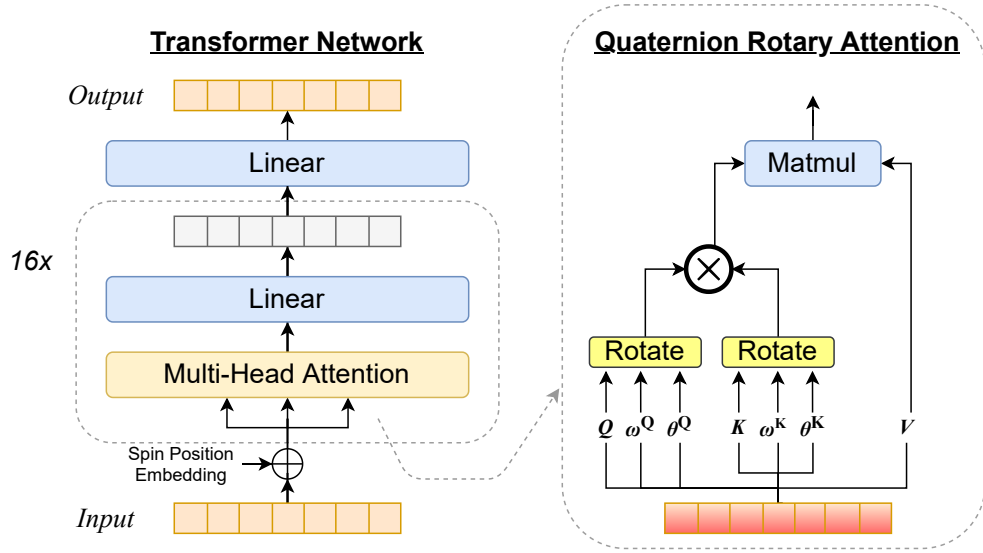 Transformer Network
Output
Linear
16x
Linear
Multi-Head Attention
Spin Position
Embedding
Input
Quaternion Rotary Attention
Matmul
Rotate Rotate
Q ω^Q θ^Q K ω^K θ^K V